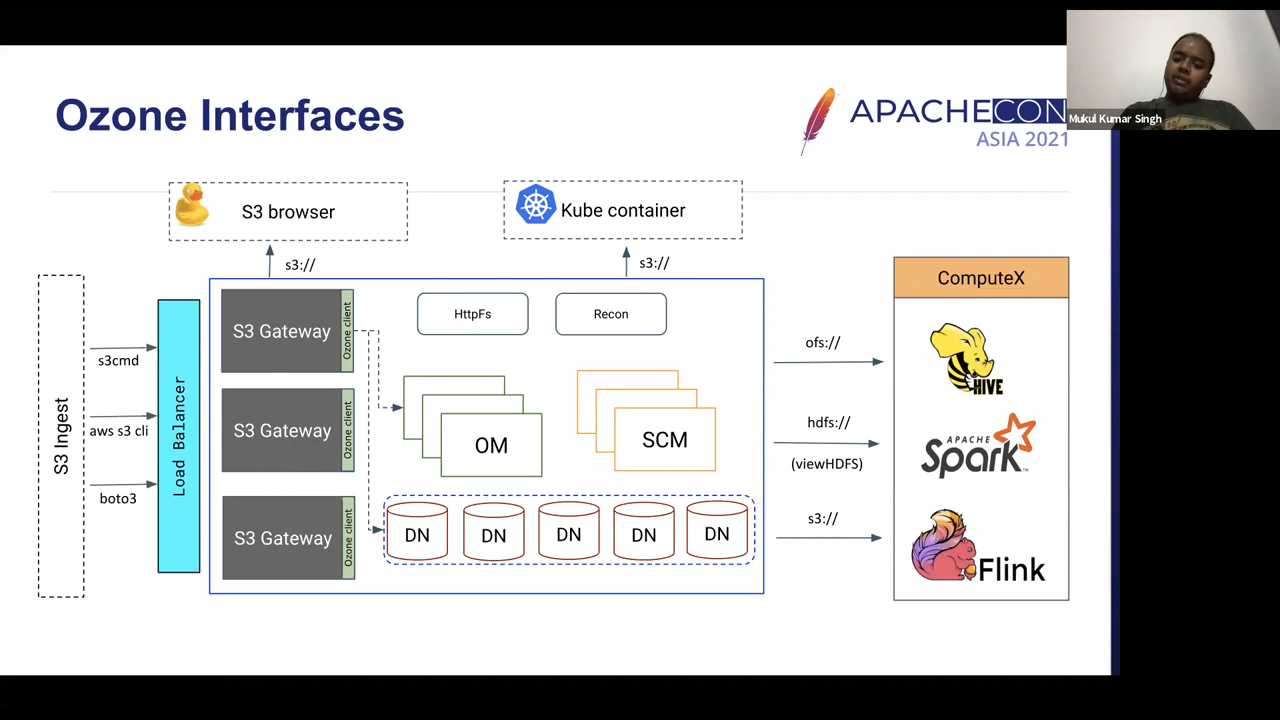 Ozone Interfaces
APACHECON
ASIA 2021
Mukul Kumar Singh
S3 browser
Kube container
s3://
s3://
S3 Ingest
s3cmd
aws s3 cli
boto3
Load Balancer
S3 Gateway
Ozone client
S3 Gateway
Ozone client
S3 Gateway
Ozone client
HttpFs
Recon
OM
SCM
DN
DN
DN
DN
DN
ofs://
hdfs://
(viewHDFS)
s3://
ComputeX
HIVE
APACHE
Spark
Flink